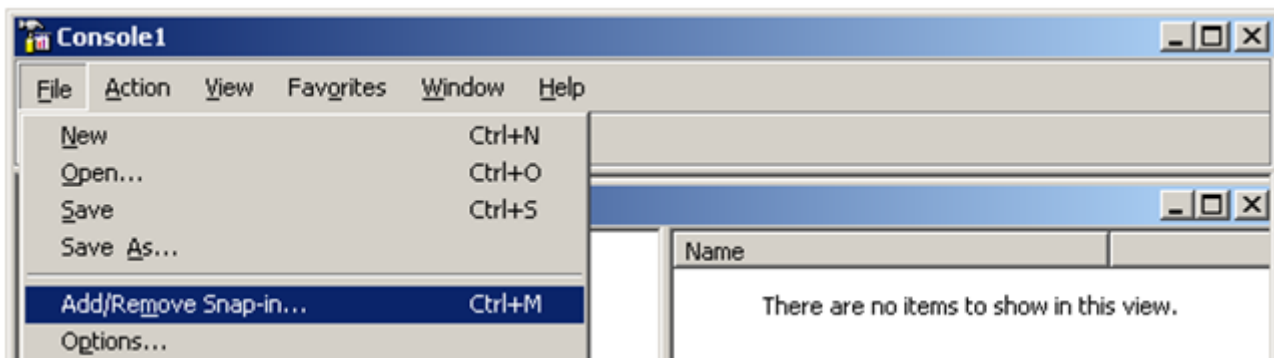 Console1
File Action View Favorites Window Help
New Ctrl+N
Open... Ctrl+O
Save Ctrl+S
Save As...
Name
Add/Remove Snap-in... Ctrl+M
There are no items to show in this view.
Options...